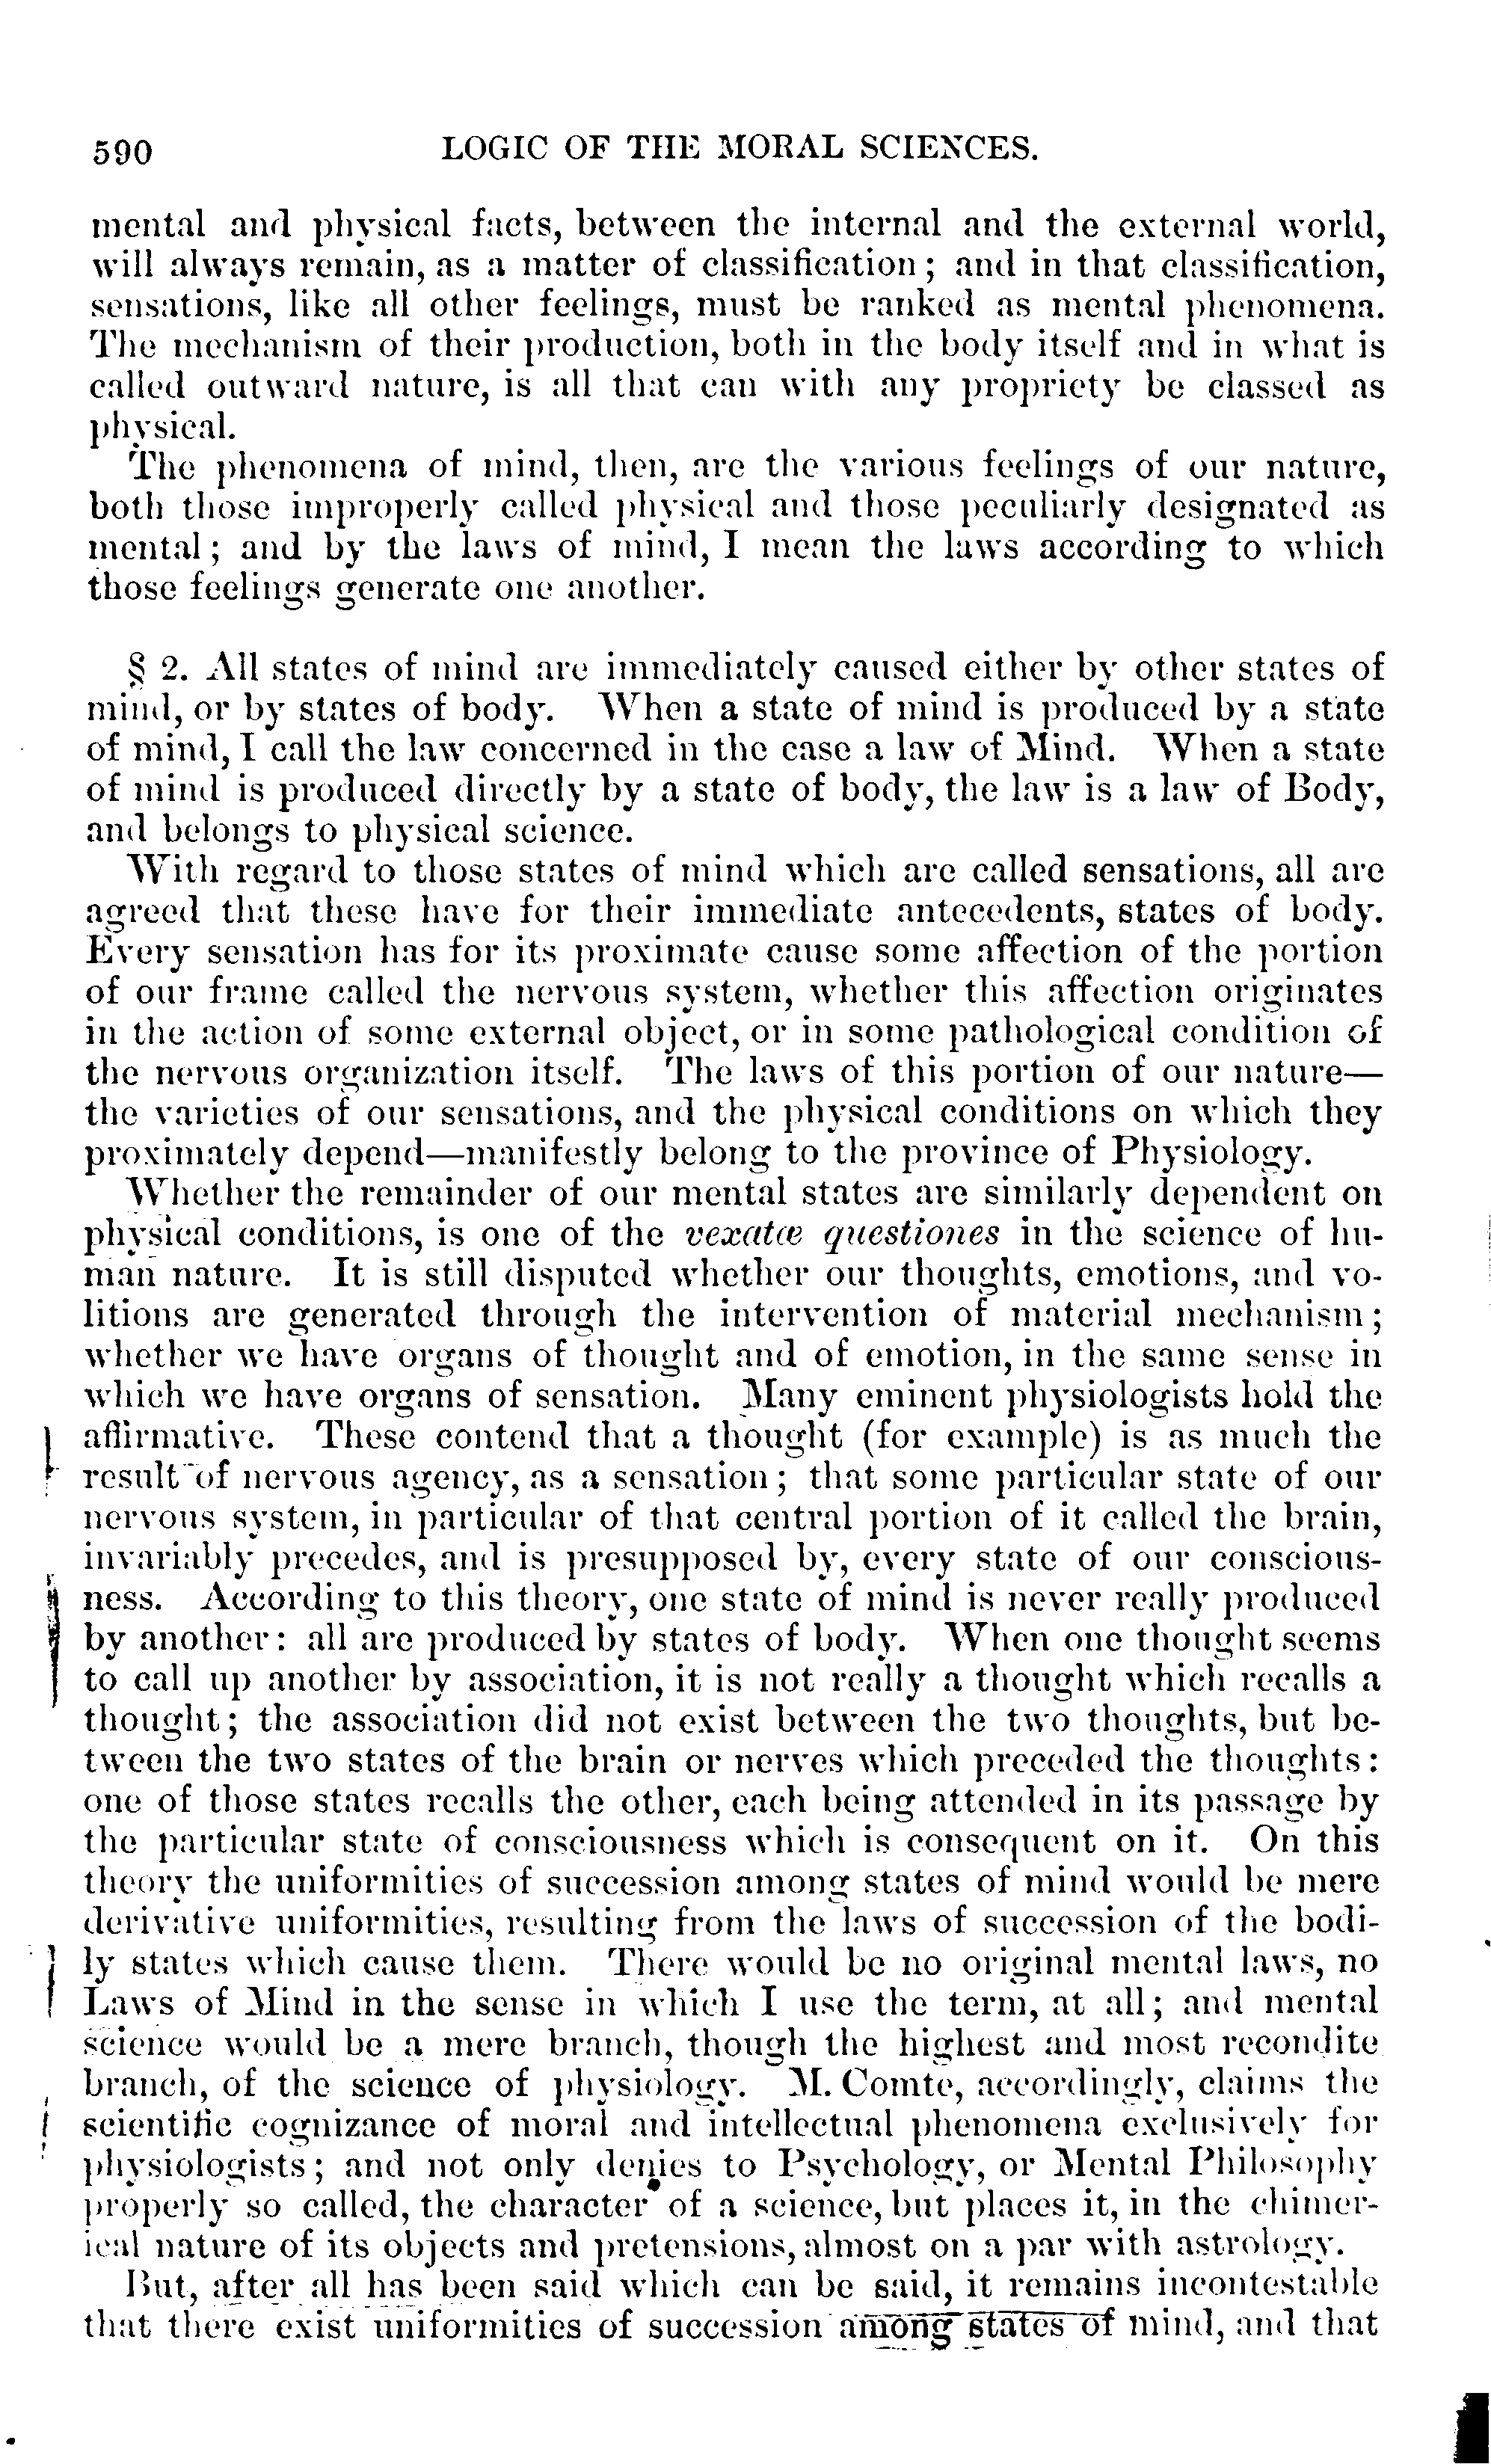 590 LOGIC OF THE MORAL SCIENCES.
mental and physical facts, between the internal and the external world,
will always remain, as a matter of classification; and in that classification,
sensations, like all other feelings, must be ranked as mental phenomena.
The mechanism of their production, both in the body itself and in what is
called outward nature, is all that can with any propriety be classed as
physical.
The phenomena of mind, then, are the various feelings of our nature,
both those improperly called physical and those peculiarly designated as
mental; and by the laws of mind, I mean the laws according to which
those feelings generate one another.
§ 2. All states of mind are immediately caused either by other states of
mind, or by states of body. When a state of mind is produced by a state
of mind, I call the law concerned in the case a law of Mind. When a state
of mind is produced directly by a state of body, the law is a law of Body,
and belongs to physical science.
With regard to those states of mind which are called sensations, all are
agreed that these have for their immediate antecedents, states of body.
Every sensation has for its proximate cause some affection of the portion
of our frame called the nervous system, whether this affection originates
in the action of some external object, or in some pathological condition of
the nervous organization itself. The laws of this portion of our nature—
the varieties of our sensations, and the physical conditions on which they
proximately depend—manifestly belong to the province of Physiology.
Whether the remainder of our mental states are similarly dependent on
physical conditions, is one of the vexatæ questiones in the science of hu-
man nature. It is still disputed whether our thoughts, emotions, and vo-
litions are generated through the intervention of material mechanism;
whether we have organs of thought and of emotion, in the same sense in
which we have organs of sensation. Many eminent physiologists hold the
affirmative. These contend that a thought (for example) is as much the
result of nervous agency, as a sensation; that some particular state of our
nervous system, in particular of that central portion of it called the brain,
invariably precedes, and is presupposed by, every state of our conscious-
ness. According to this theory, one state of mind is never really produced
by another: all are produced by states of body. When one thought seems
to call up another by association, it is not really a thought which recalls a
thought; the association did not exist between the two thoughts, but be-
tween the two states of the brain or nerves which preceded the thoughts:
one of those states recalls the other, each being attended in its passage by
the particular state of consciousness which is consequent on it. On this
theory the uniformities of succession among states of mind would be mere
derivative uniformities, resulting from the laws of succession of the bodi-
ly states which cause them. There would be no original mental laws, no
Laws of Mind in the sense in which I use the term, at all; and mental
science would be a mere branch, though the highest and most recondite
branch, of the science of physiology. M. Comte, accordingly, claims the
scientific cognizance of moral and intellectual phenomena exclusively for
physiologists; and not only denies to Psychology, or Mental Philosophy
properly so called, the character of a science, but places it, in the chimer-
ical nature of its objects and pretensions, almost on a par with astrology.
But, after all has been said which can be said, it remains incontestable
that there exist uniformities of succession among states of mind, and that